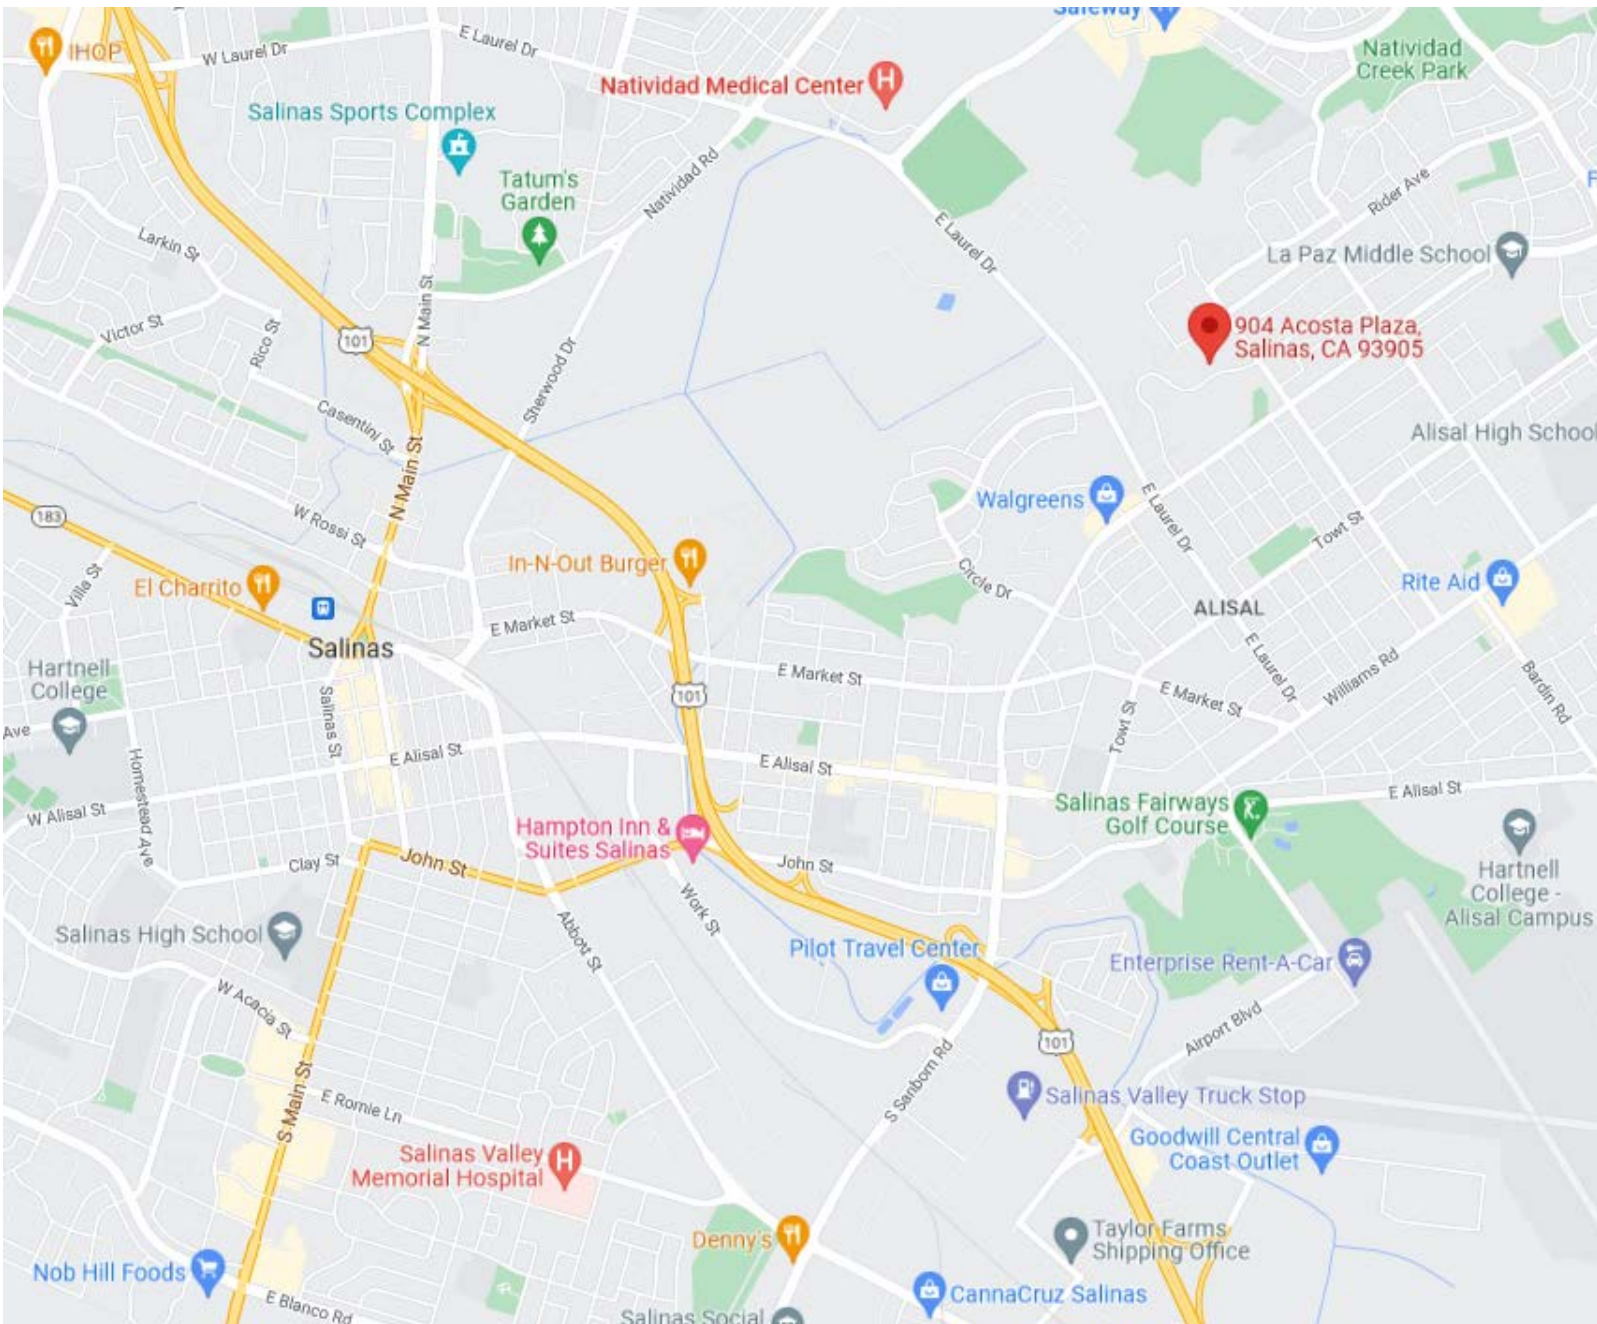 Safeway
IHOP
W Laurel Dr
E Laurel Dr
Natividad
Creek Park
Natividad Medical Center
Salinas Sports Complex
Tatum's
Garden
Natividad Rd
Rider Ave
F
E Laurel Dr
La Paz Middle School
Larkin St
N Main St
Victor St
Rico St
101
904 Acosta Plaza,
Salinas, CA 93905
Sherwood Dr
Casentini St
Alisal High School
N Main St
Walgreens
E Laurel Dr
183
W Rossi St
Towt St
In-N-Out Burger
Villa St
El Charrito
Circle Dr
Rite Aid
ALISAL
E Market St
Salinas
Hartnell
College
E Market St
E Laurel Dr
Williams Rd
E Market St
Bardin Rd
101
Salinas St
Towt St
Ave
Homestead Ave
E Alisal St
E Alisal St
E Alisal St
W Alisal St
Salinas Fairways
Golf Course
Hampton Inn &
Suites Salinas
Clay St
John St
John St
Hartnell
College -
Alisal Campus
Work St
Abbott St
Salinas High School
Pilot Travel Center
Enterprise Rent-A-Car
W Acacia St
Airport Blvd
101
S Sanborn Rd
Salinas Valley Truck Stop
S Main St
E Romie Ln
Goodwill Central
Coast Outlet
Salinas Valley
Memorial Hospital
Denny's
Taylor Farms
Shipping Office
Nob Hill Foods
CannaCruz Salinas
E Blanco Rd
Salinas Social